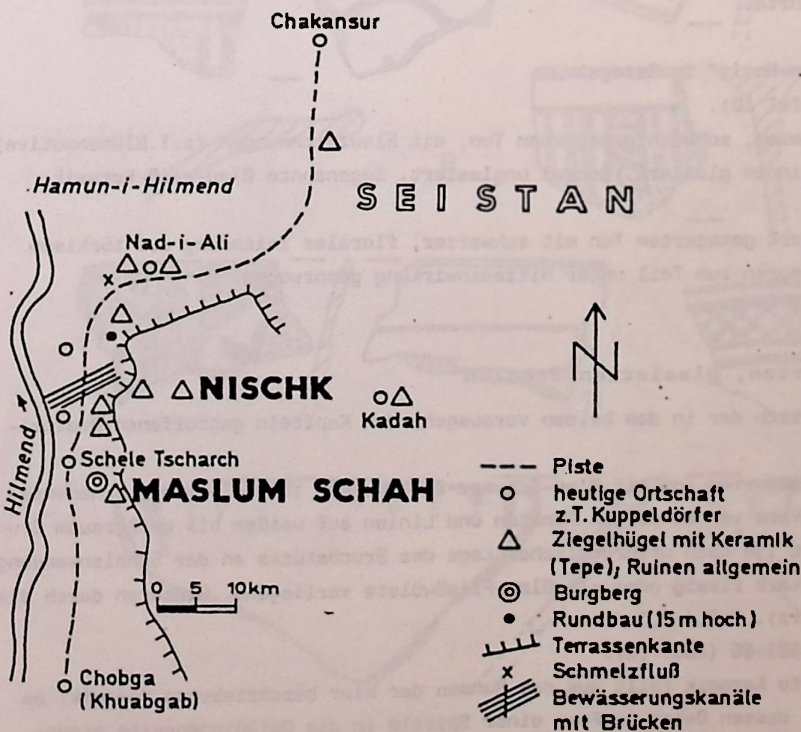 Chakansur
Hamun-i-Hilmend
SEISTAN
Nad-i-Ali
N
NISCHK
Kadah
Hilmend
Schele Tscharch
MASLUM SCHAH
0 5 10km
Chobga
(Khuabgab)
Piste
heutige Ortschaft
z.T. Kuppeldörfer
Ziegelhügel mit Keramik
(Tepe), Ruinen allgemein
Burgberg
Rundbau (15 m hoch)
Terrassenkante
x Schmelzfluß
Bewässerungskanäle
mit Brücken